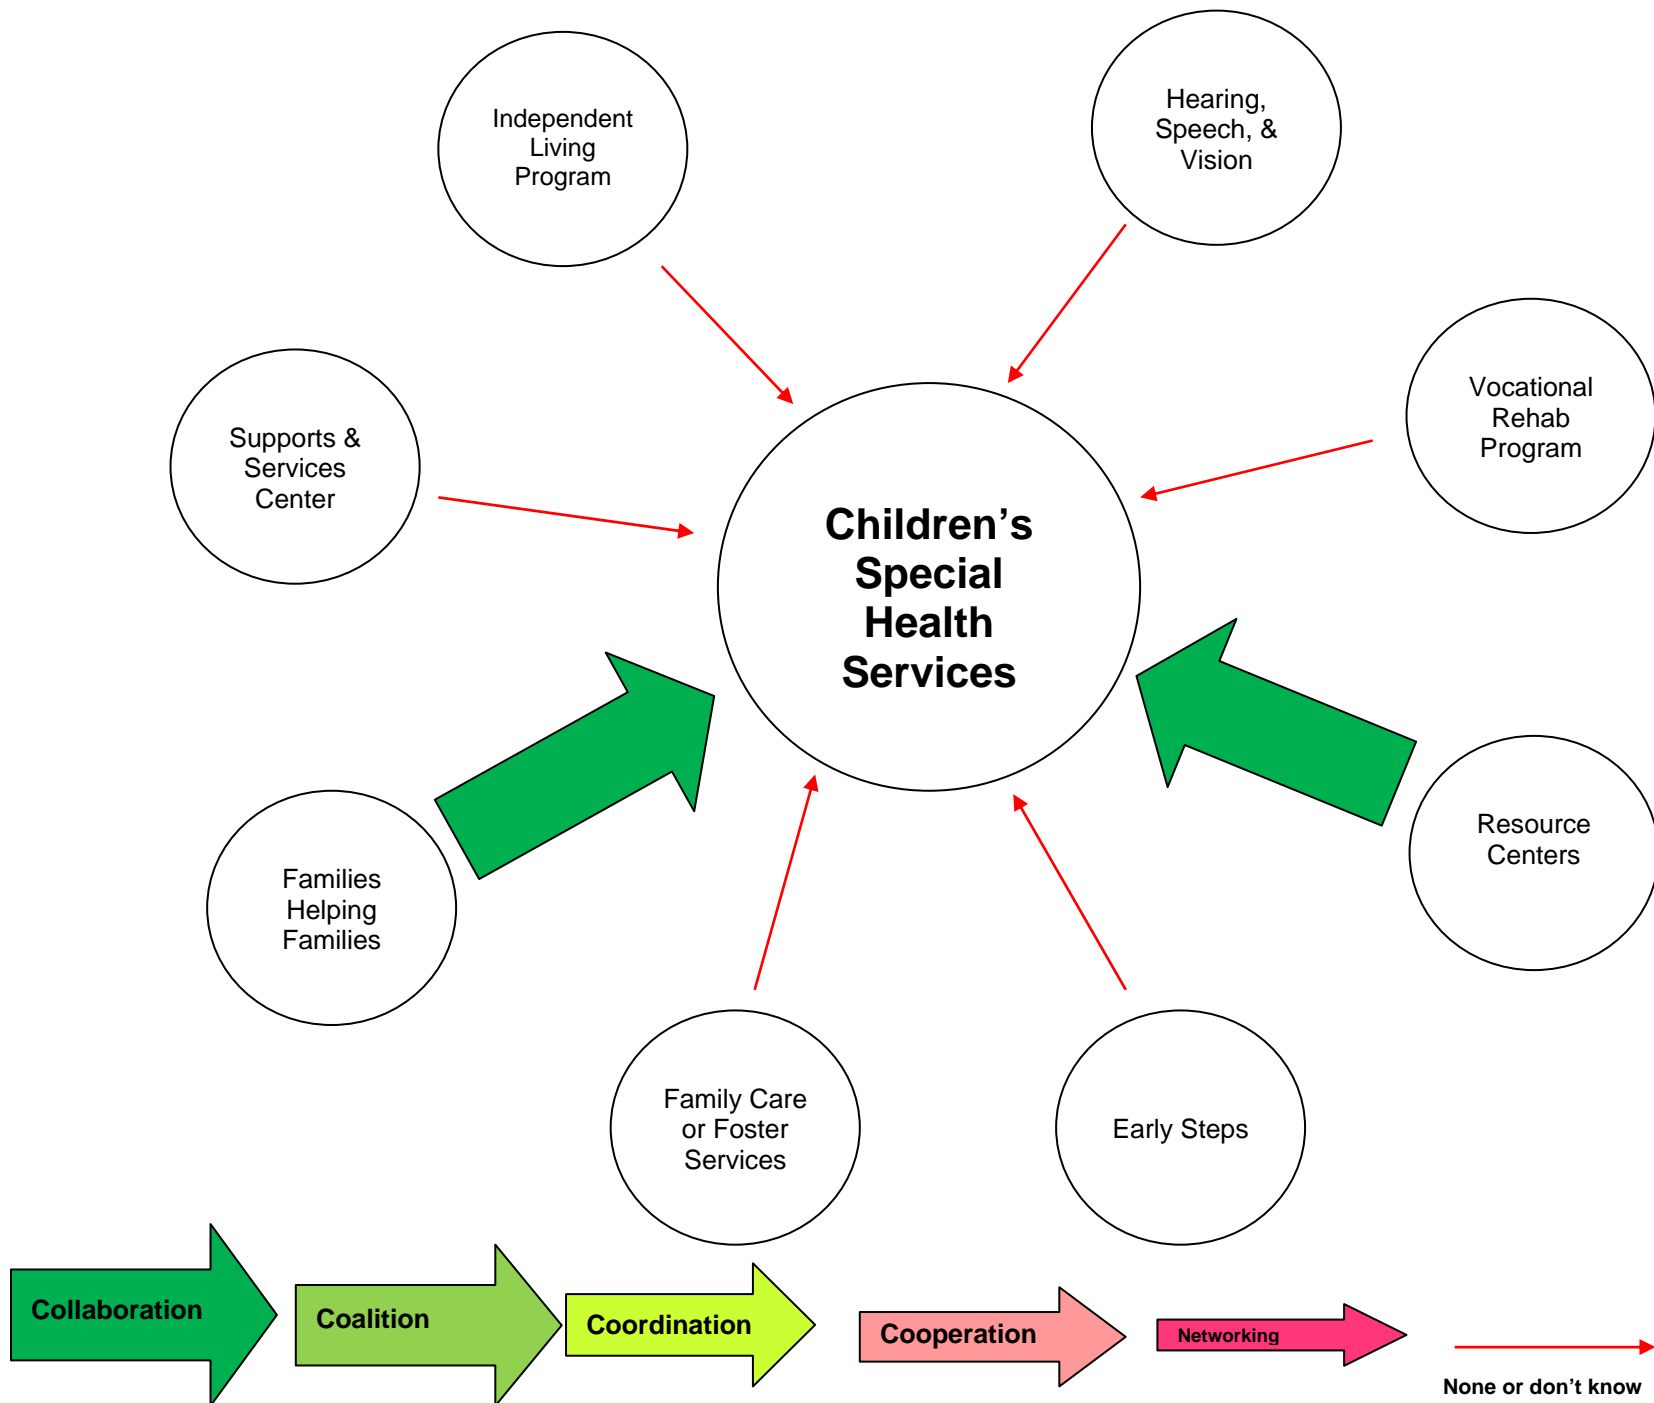 Independent
Living
Program
Hearing,
Speech, &
Vision
Supports &
Services
Center
Vocational
Rehab
Program
Children’s
Special
Health
Services
Families
Helping
Families
Resource
Centers
Family Care
or Foster
Services
Early Steps
Collaboration
Coalition
Coordination
Cooperation
Networking
None or don’t know